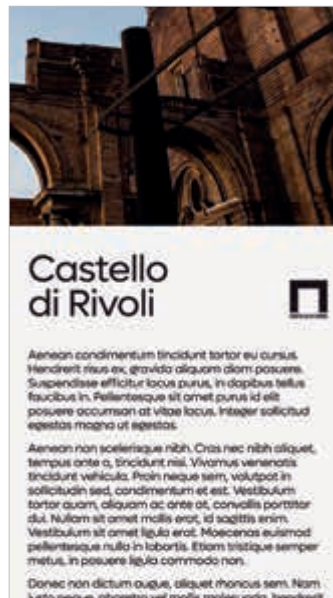 Castello
di Rivoli
Aenean condimentum tincidunt tortor eu cursus.
Hendrerit risus ex, gravida aliquam diam posuere.
Suspendisse efficitur lacus purus, in dapibus tellus
faucibus in. Pellentesque sit amet purus id elit
posuere accumsan at vitae lacus. Integer sollicitud
egestas magna ut egestas.
Aenean non scelerisque nibh. Cras nec nibh aliquet,
tempus ante a, tincidunt nisl. Vivamus venenatis
tincidunt vehicula. Proin neque sem, volutpat in
sollicitudin sed, condimentum et est. Vestibulum
tortor quam, aliquam ac ante at, convallis porttitor
dui. Nullam sit amet mollis erat, id sagittis enim.
Vestibulum sit amet ligula erat. Maecenas euismod
pellentesque nulla in lobortis. Etiam tristique semper
metus, in posuere ligula commodo non.
Donec non dictum augue, aliquet rhoncus sem. Nam